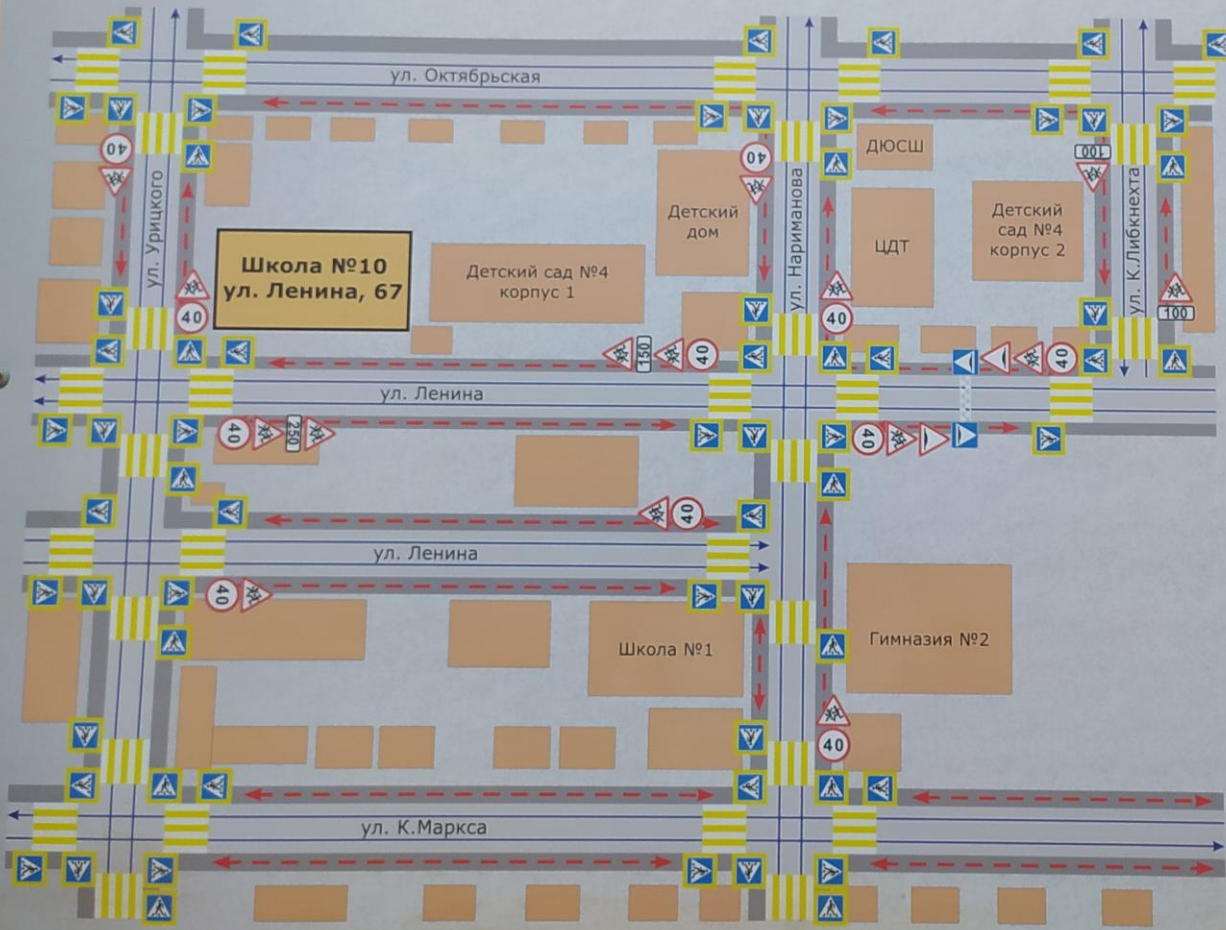 ул. Октябрьская
40
40
ДЮСШ
100
ул. Урицкого
Детский
дом
ул. Нариманова
ЦДТ
Детский
сад №4
корпус 2
ул. К.Либкнехта
Школа №10
ул. Ленина, 67
Детский сад №4
корпус 1
40
40
100
150
40
40
ул. Ленина
40
250
40
40
ул. Ленина
40
Школа №1
Гимназия №2
40
ул. К.Маркса